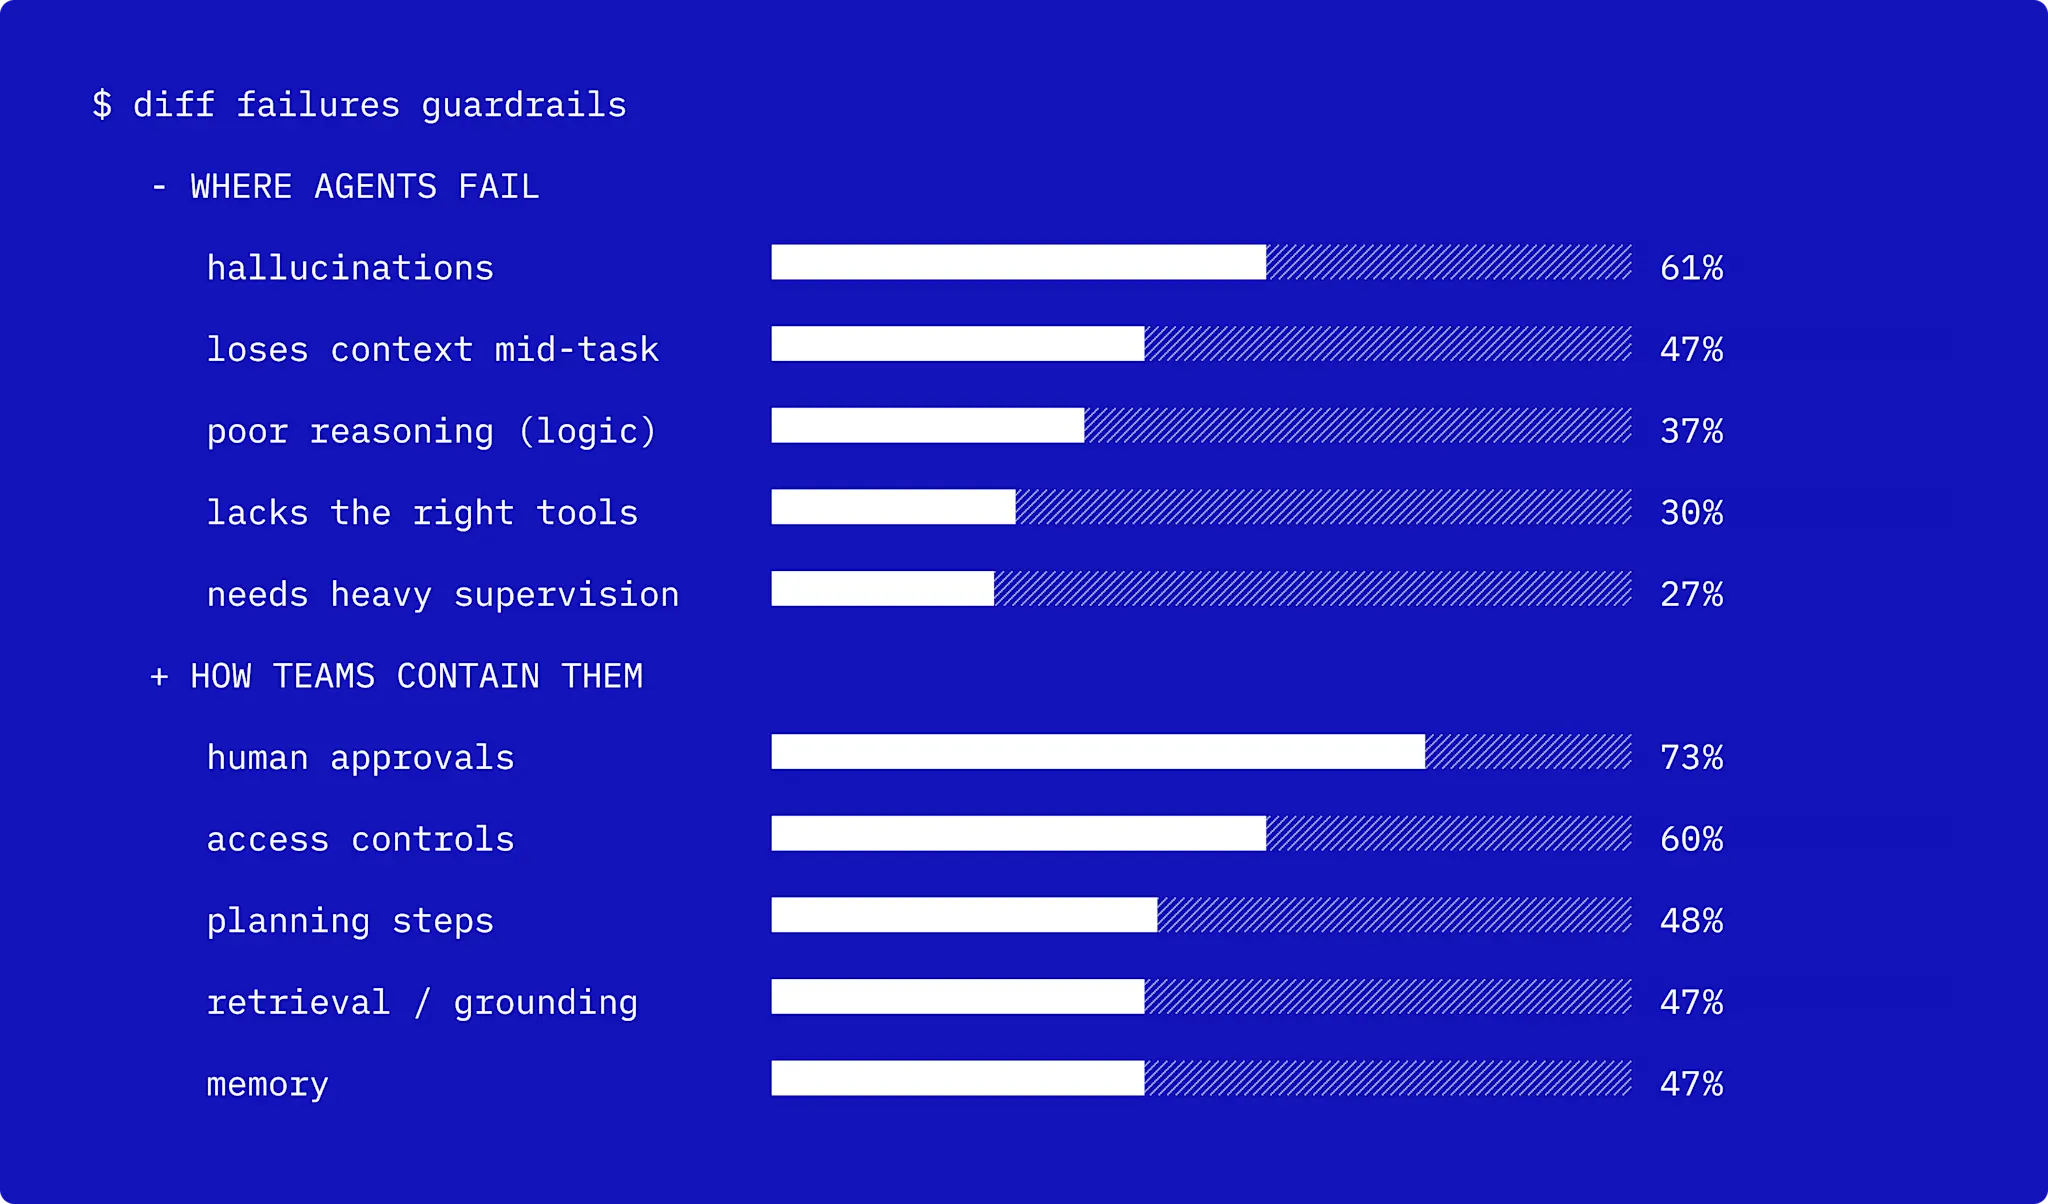 $ diff failures guardrails
- WHERE AGENTS FAIL
hallucinations 61%
loses context mid-task 47%
poor reasoning (logic) 37%
lacks the right tools 30%
needs heavy supervision 27%
+ HOW TEAMS CONTAIN THEM
human approvals 73%
access controls 60%
planning steps 48%
retrieval / grounding 47%
memory 47%